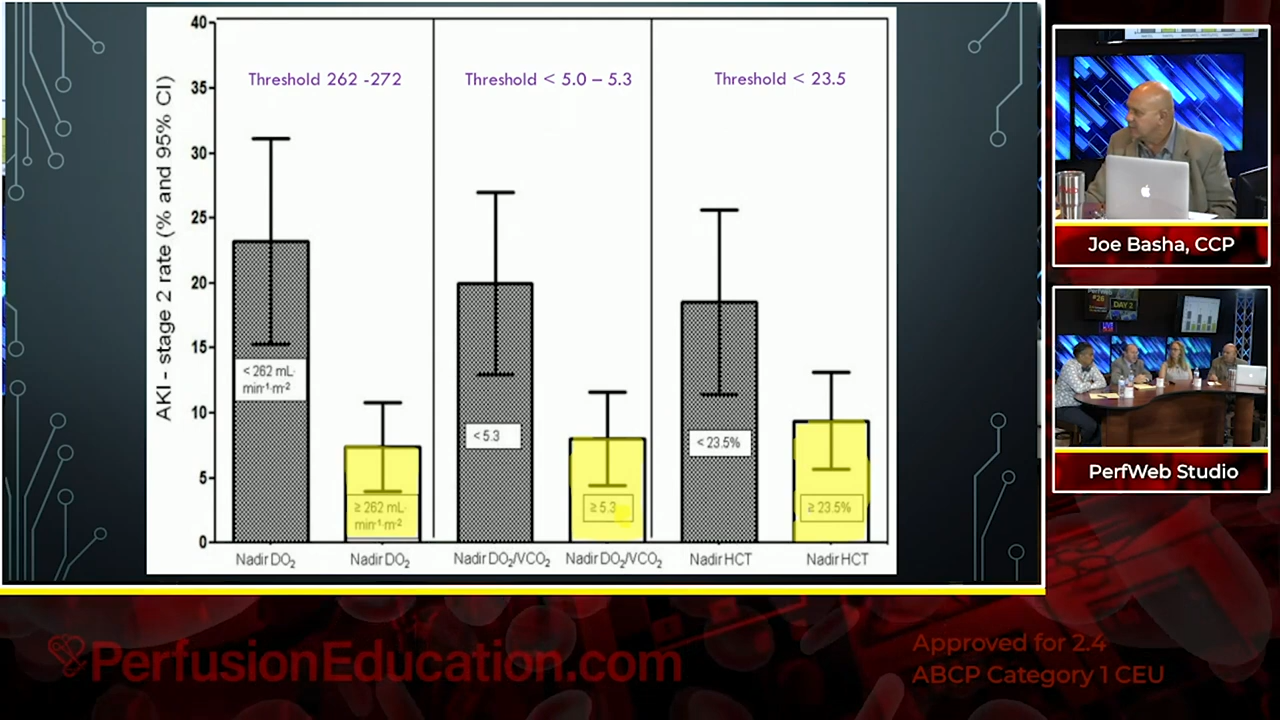 AKI - stage 2 rate (% and 95% CI)
40
35
30
25
20
15
10
5
0
Threshold 262 -272
Threshold < 5.0 – 5.3
Threshold < 23.5
< 262 mL·
min⁻¹·m⁻²
≥ 262 mL·
min⁻¹·m⁻²
< 5.3
≥ 5.3
< 23.5%
≥ 23.5%
Nadir DO₂
Nadir DO₂
Nadir DO₂/VCO₂
Nadir DO₂/VCO₂
Nadir HCT
Nadir HCT
Joe Basha, CCP
DAY 2
PerfWeb Studio
PerfusionEducation.com
Approved for 2.4
ABCP Category 1 CEU